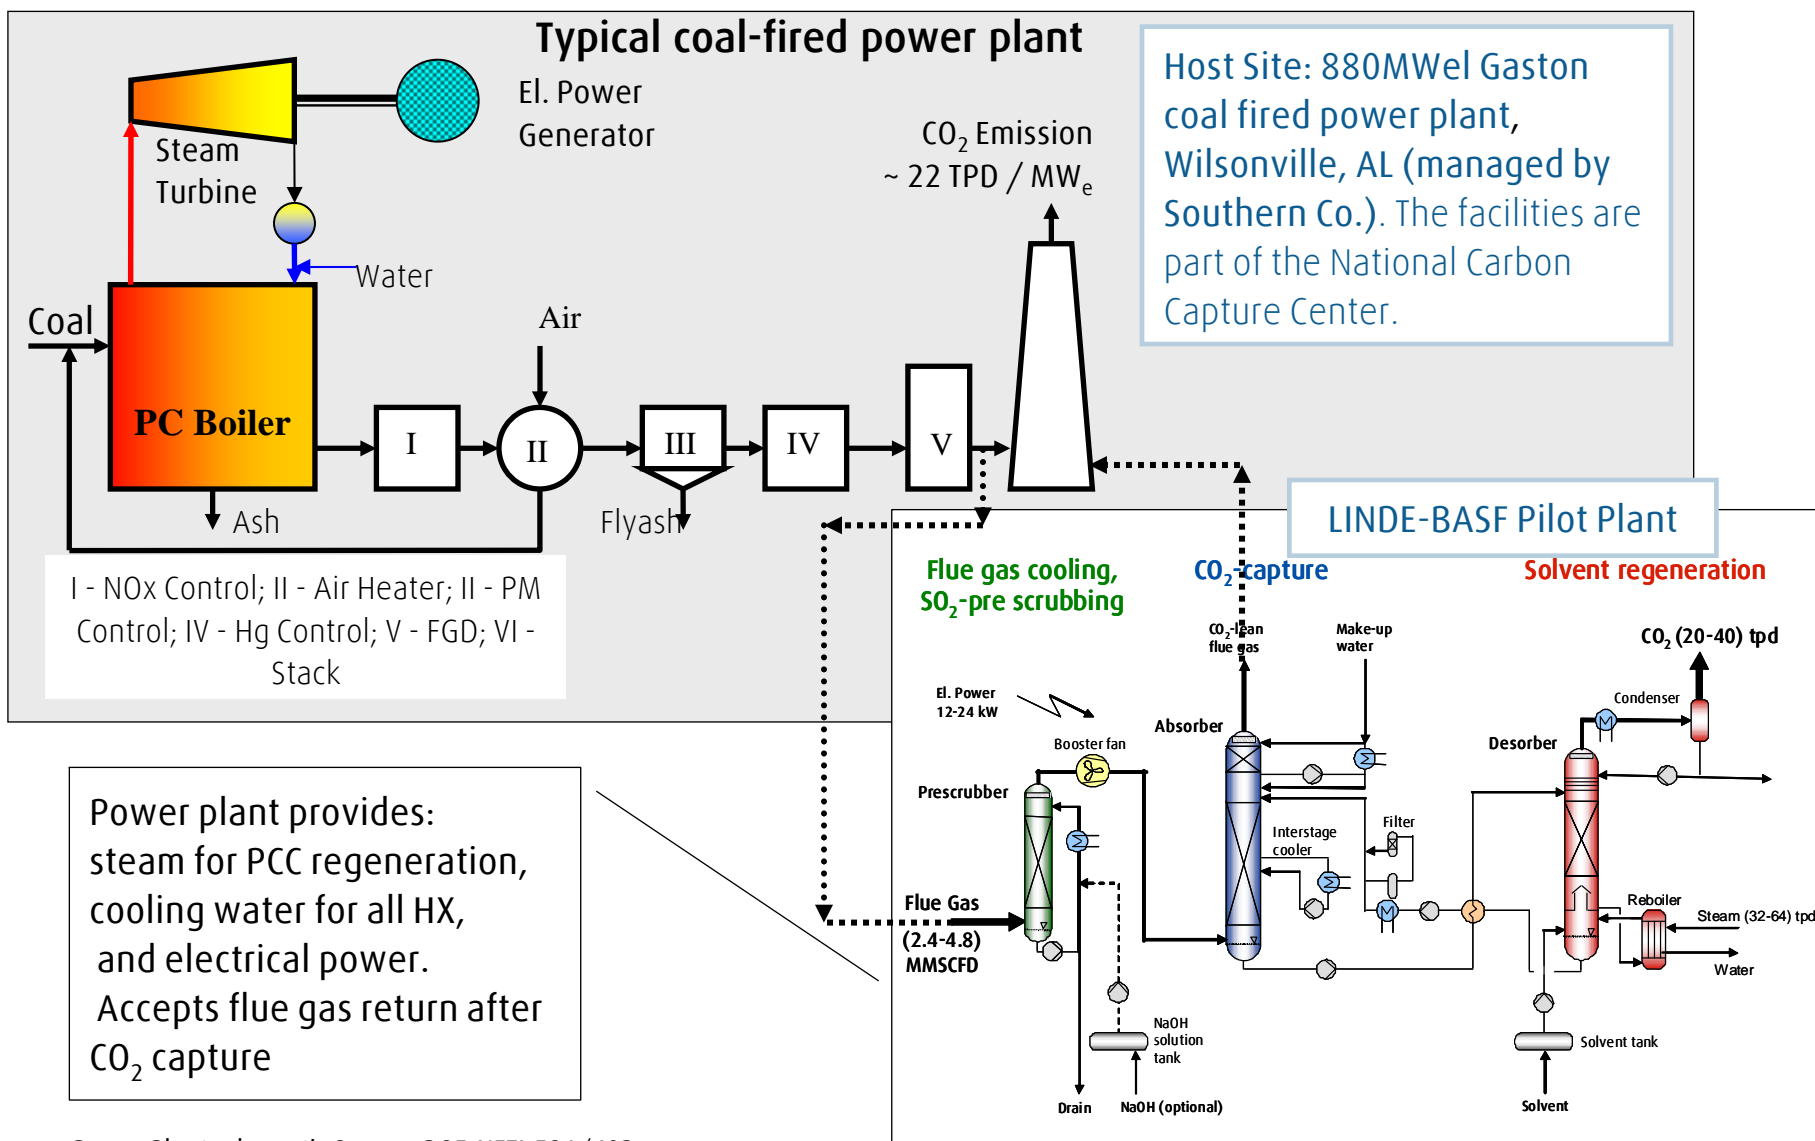 Typical coal-fired power plant
El. Power
Generator
Steam
Turbine
Water
Coal
PC Boiler
Air
I
II
III
IV
V
Ash
Flyash
CO₂ Emission
~ 22 TPD / MWₑ
Host Site: 880MWel Gaston
coal fired power plant,
Wilsonville, AL (managed by
Southern Co.). The facilities are
part of the National Carbon
Capture Center.
I - NOx Control; II - Air Heater; II - PM
Control; IV - Hg Control; V - FGD; VI -
Stack
LINDE-BASF Pilot Plant
Flue gas cooling,
SO₂-pre scrubbing
CO₂-capture
Solvent regeneration
CO₂-lean
flue gas
Make-up
water
CO₂ (20-40) tpd
El. Power
12-24 kW
Booster fan
Absorber
Condenser
Desorber
Prescrubber
Interstage
cooler
Filter
Flue Gas
(2.4-4.8)
MMSCFD
Reboiler
Steam (32-64) tpd
Water
NaOH
solution
tank
Solvent tank
Drain
NaOH (optional)
Solvent
Power plant provides:
steam for PCC regeneration,
cooling water for all HX,
and electrical power.
Accepts flue gas return after
CO₂ capture